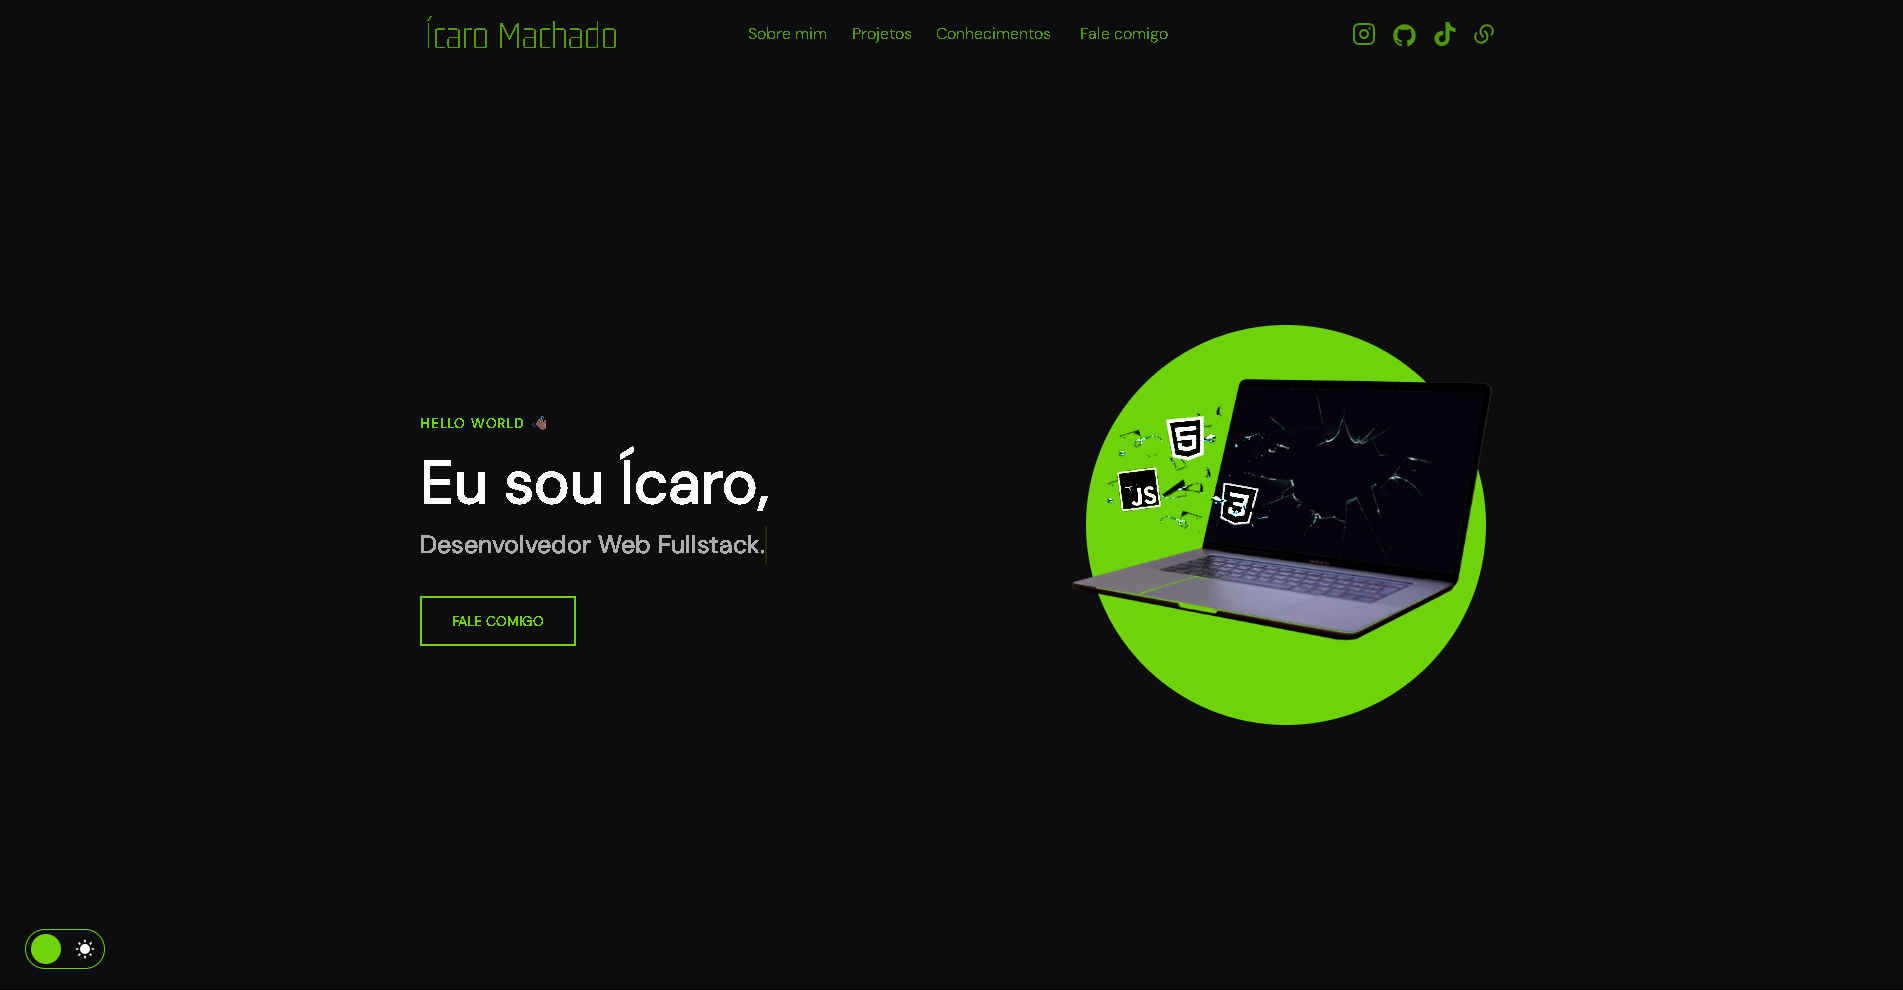 Ícaro Machado
Sobre mim Projetos Conhecimentos Fale comigo
HELLO WORLD
Eu sou Ícaro,
Desenvolvedor Web Fullstack.
FALE COMIGO
5
JS
3